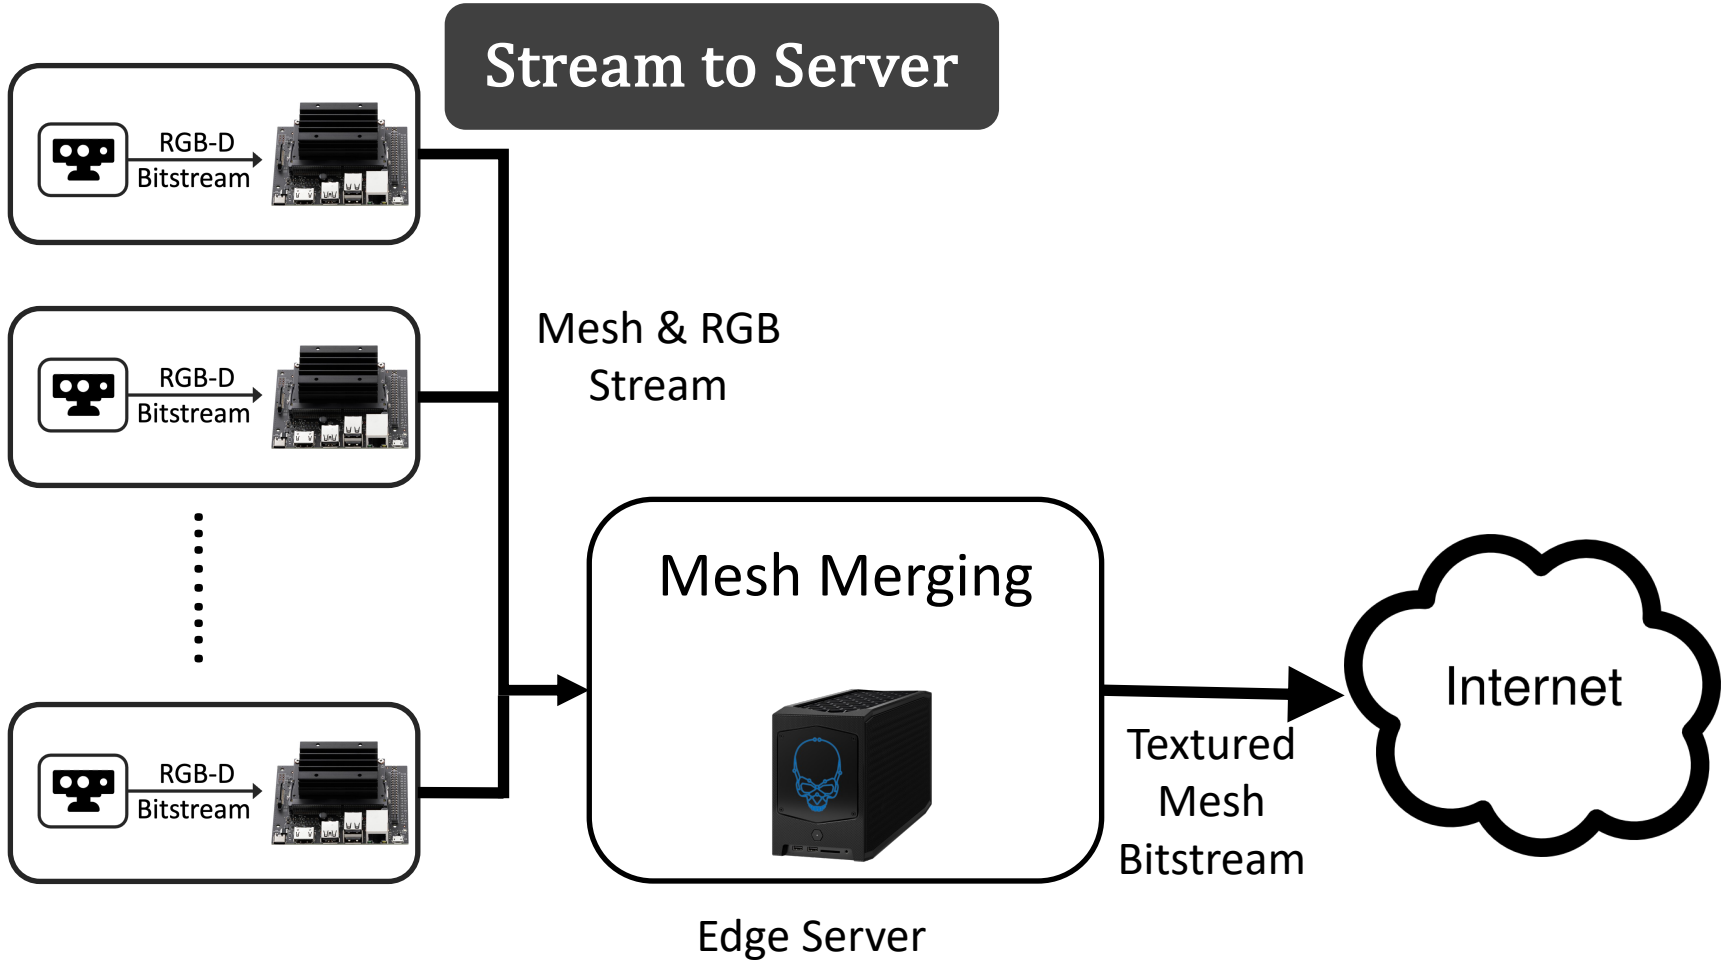 Stream to Server
RGB-D
Bitstream
Mesh & RGB
Stream
RGB-D
Bitstream
Mesh Merging
Internet
RGB-D
Bitstream
Textured
Mesh
Bitstream
Edge Server